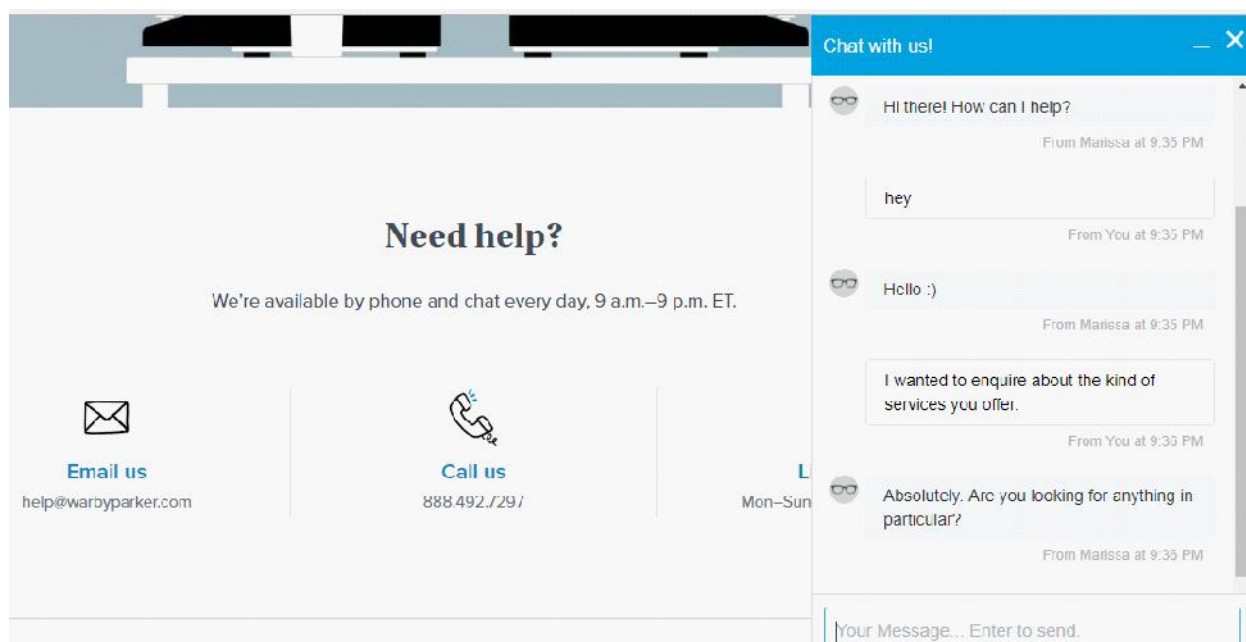 Need help?
We're available by phone and chat every day, 9 a.m.–9 p.m. ET.
Email us
help@warbyparker.com
Call us
888.492.7297
L
Mon–Sun
Chat with us!
Hi there! How can I help?
From Marissa at 9:35 PM
hey
From You at 9:35 PM
Hello :)
From Marissa at 9:35 PM
I wanted to enquire about the kind of
services you offer.
From You at 9:36 PM
Absolutely. Are you looking for anything in
particular?
From Marissa at 9:36 PM
Your Message... Enter to send.